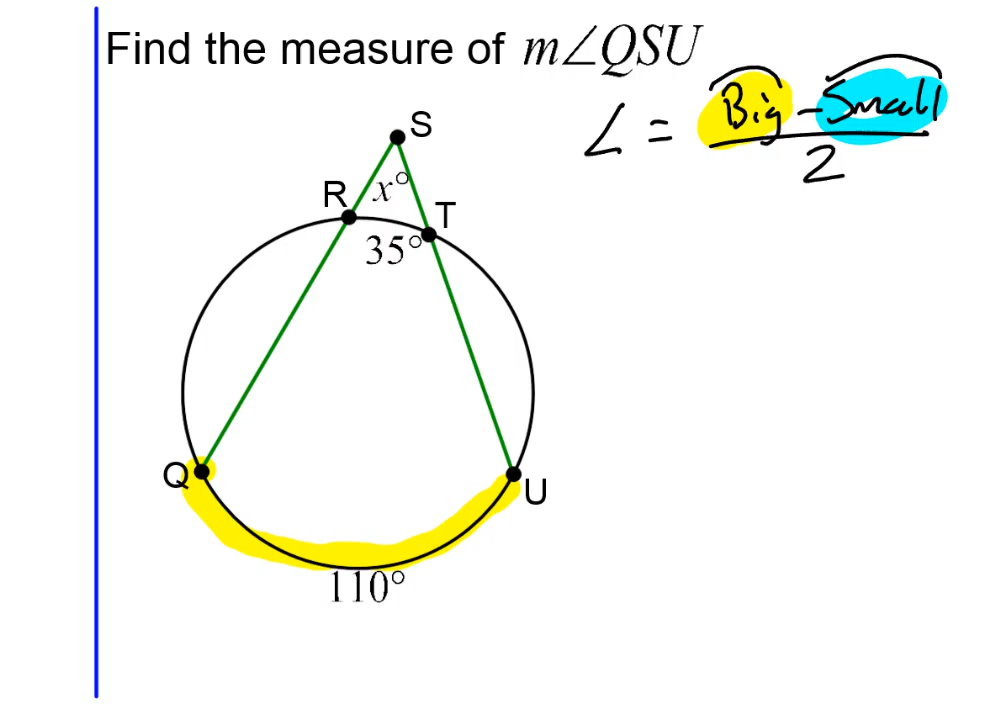 Find the measure of m∠QSU
∠ = Big - Small
2
S
R x°
T
35°
Q
U
110°